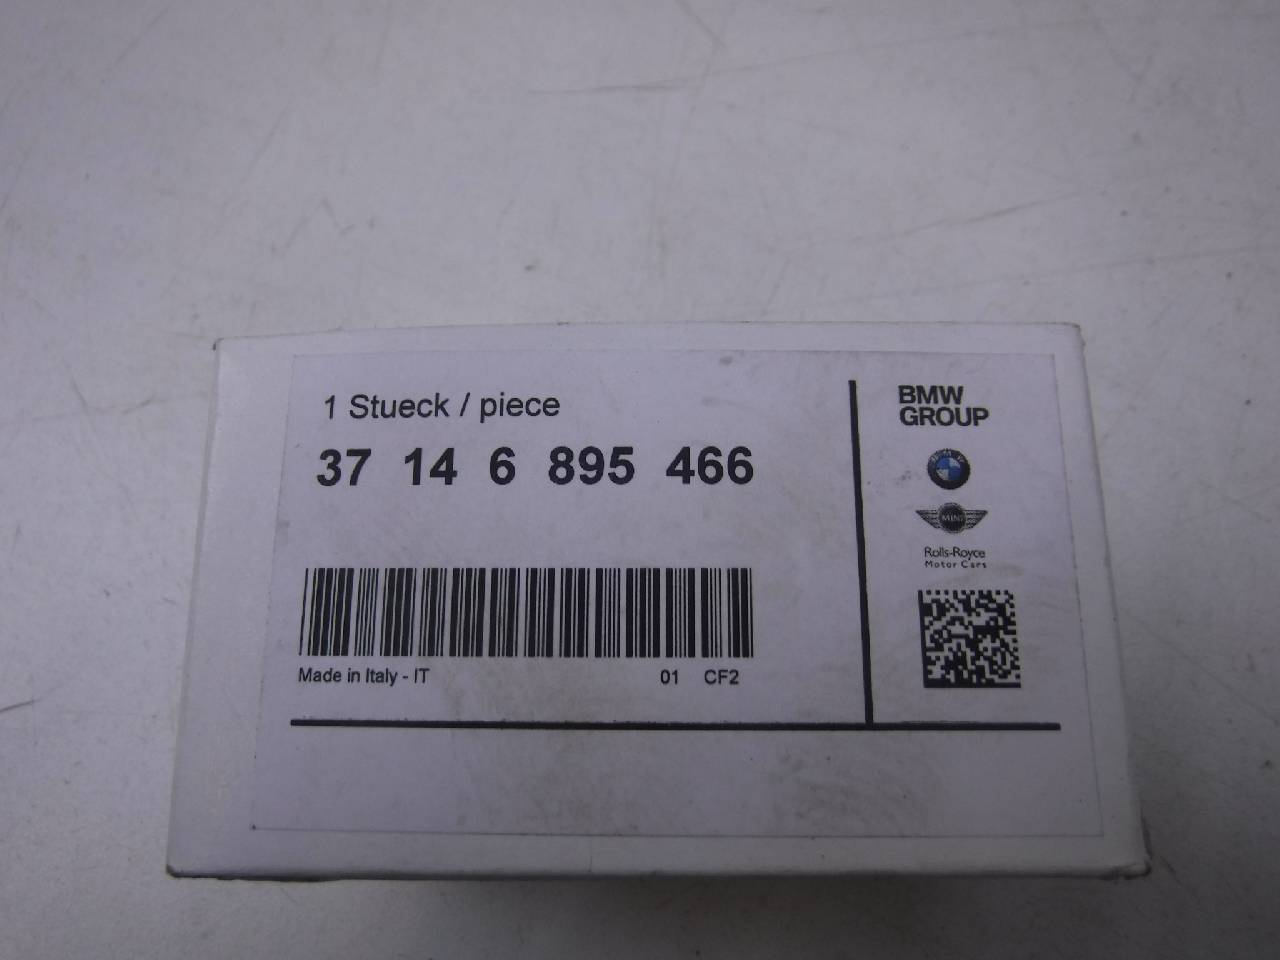 1 Stueck / piece
37 14 6 895 466
Made in Italy - IT
01 CF2
BMW
GROUP
MINI
Rolls-Royce
Motor Cars